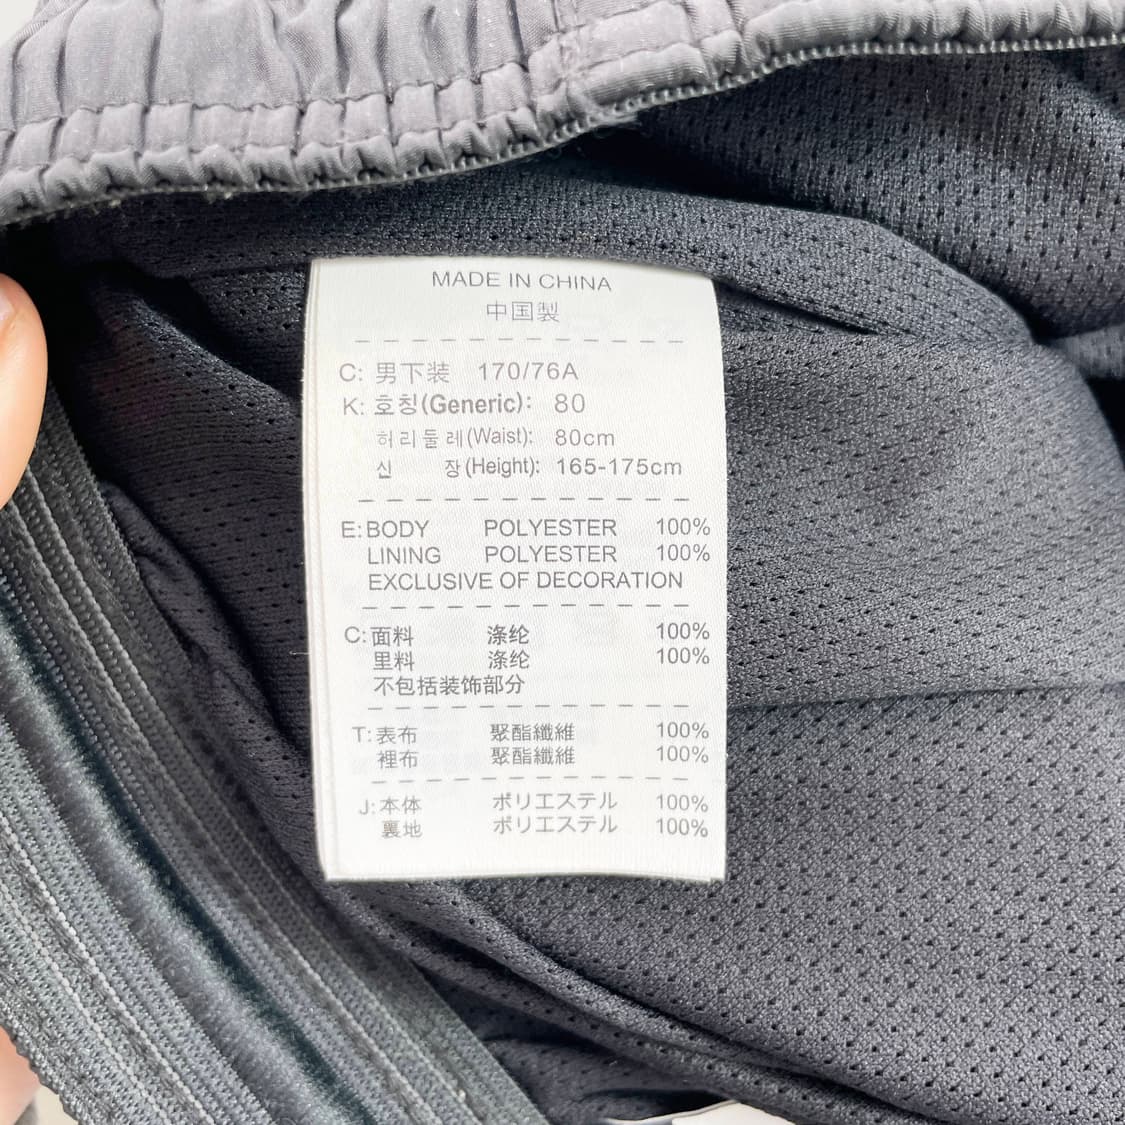 MADE IN CHINA
中国製
C: 男下装 170/76A
K: 호칭(Generic): 80
허리둘레(Waist): 80cm
신 장(Height): 165-175cm
E: BODY POLYESTER 100%
LINING POLYESTER 100%
EXCLUSIVE OF DECORATION
C: 面料 涤纶 100%
里料 涤纶 100%
不包括装饰部分
T: 表布 聚酯纖維 100%
裡布 聚酯纖維 100%
J: 本体 ポリエステル 100%
裏地 ポリエステル 100%